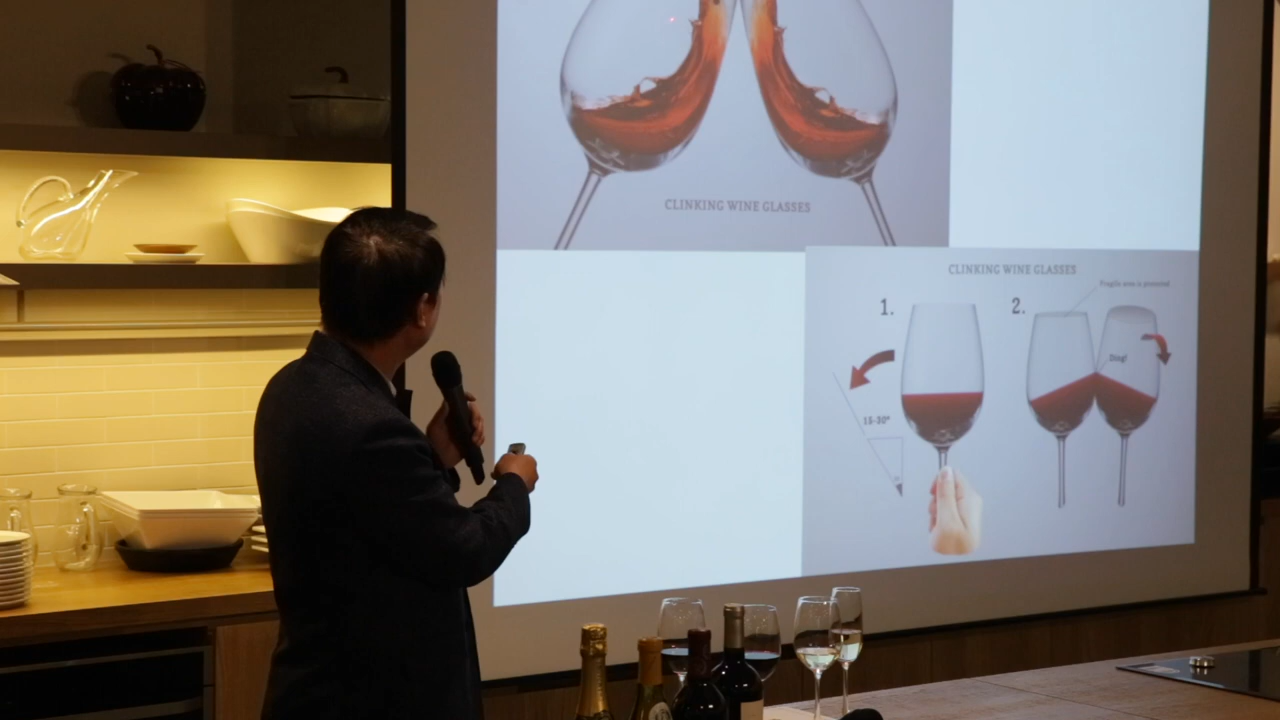 CLINKING WINE GLASSES
CLINKING WINE GLASSES
Fragile area is protected
1.
2.
Ding!
15-30°